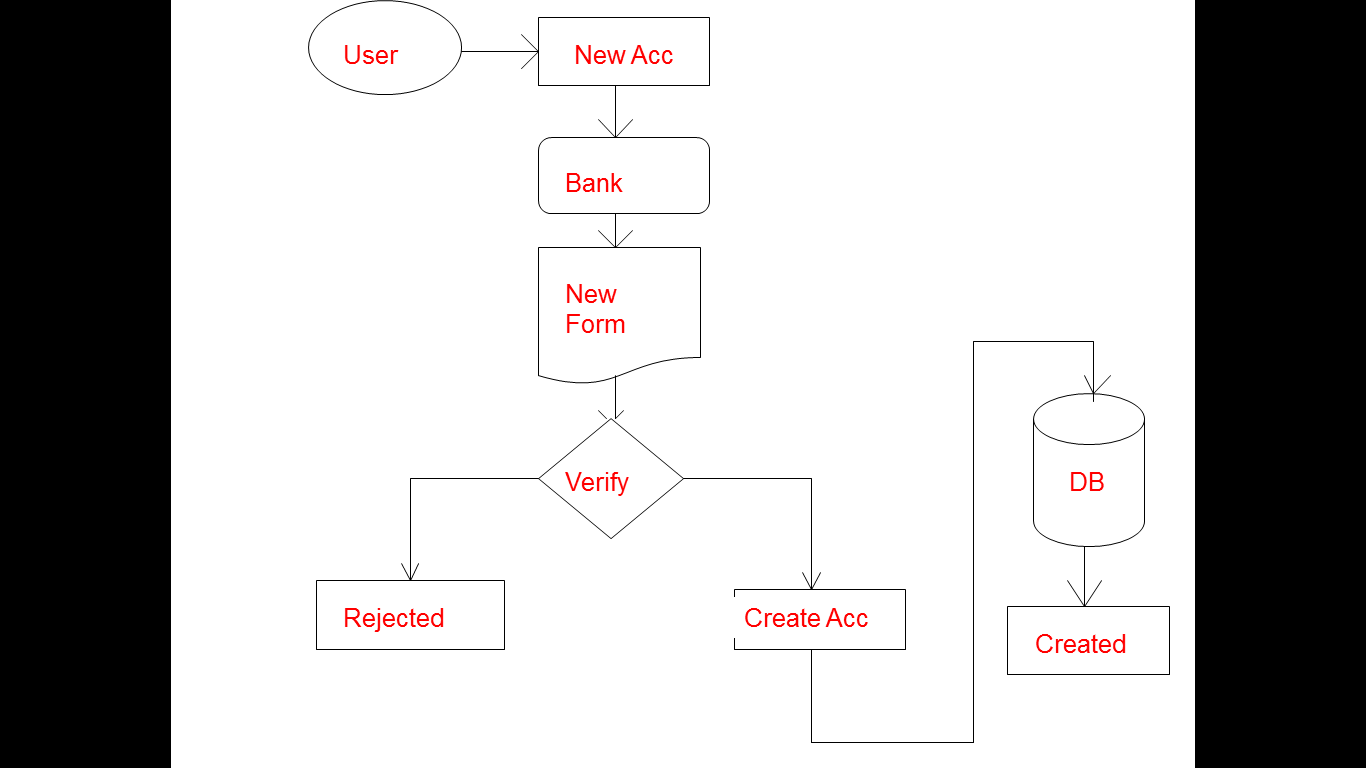 User
New Acc
Bank
New
Form
Verify
Rejected
Create Acc
DB
Created